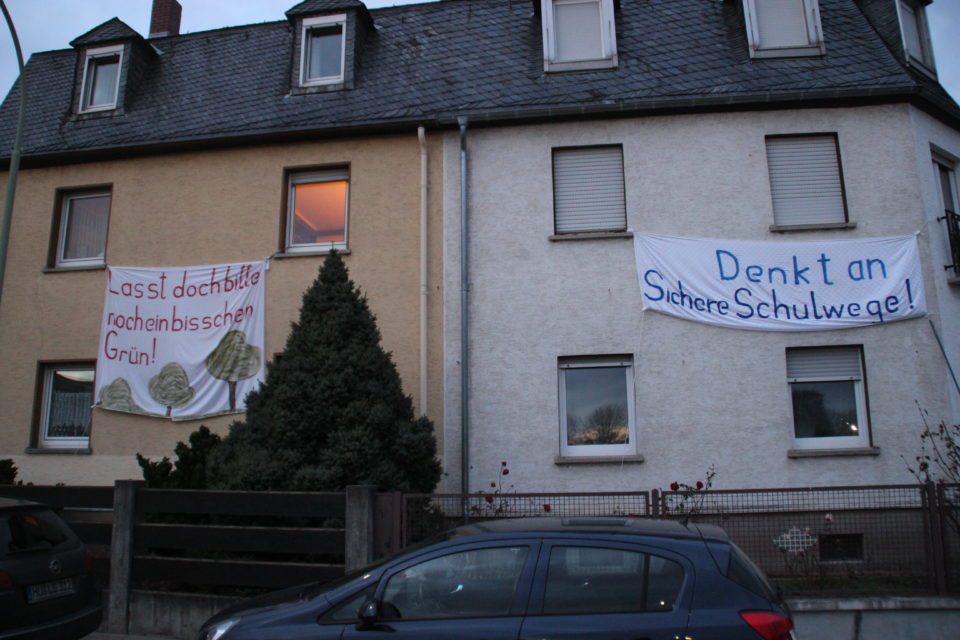 Lasst doch bitte
noch ein bisschen
Grün!
Denkt an
Sichere Schulwege!